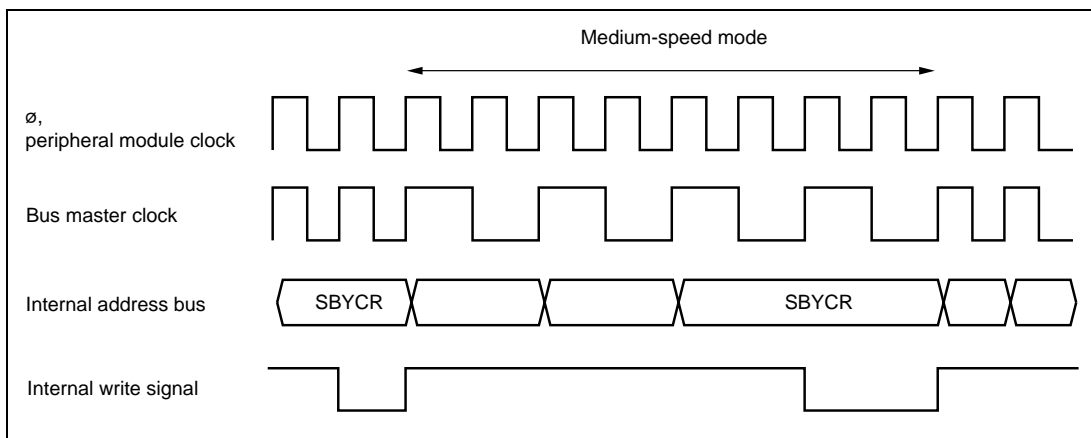 Medium-speed mode
ø,
peripheral module clock
Bus master clock
Internal address bus
SBYCR
SBYCR
Internal write signal